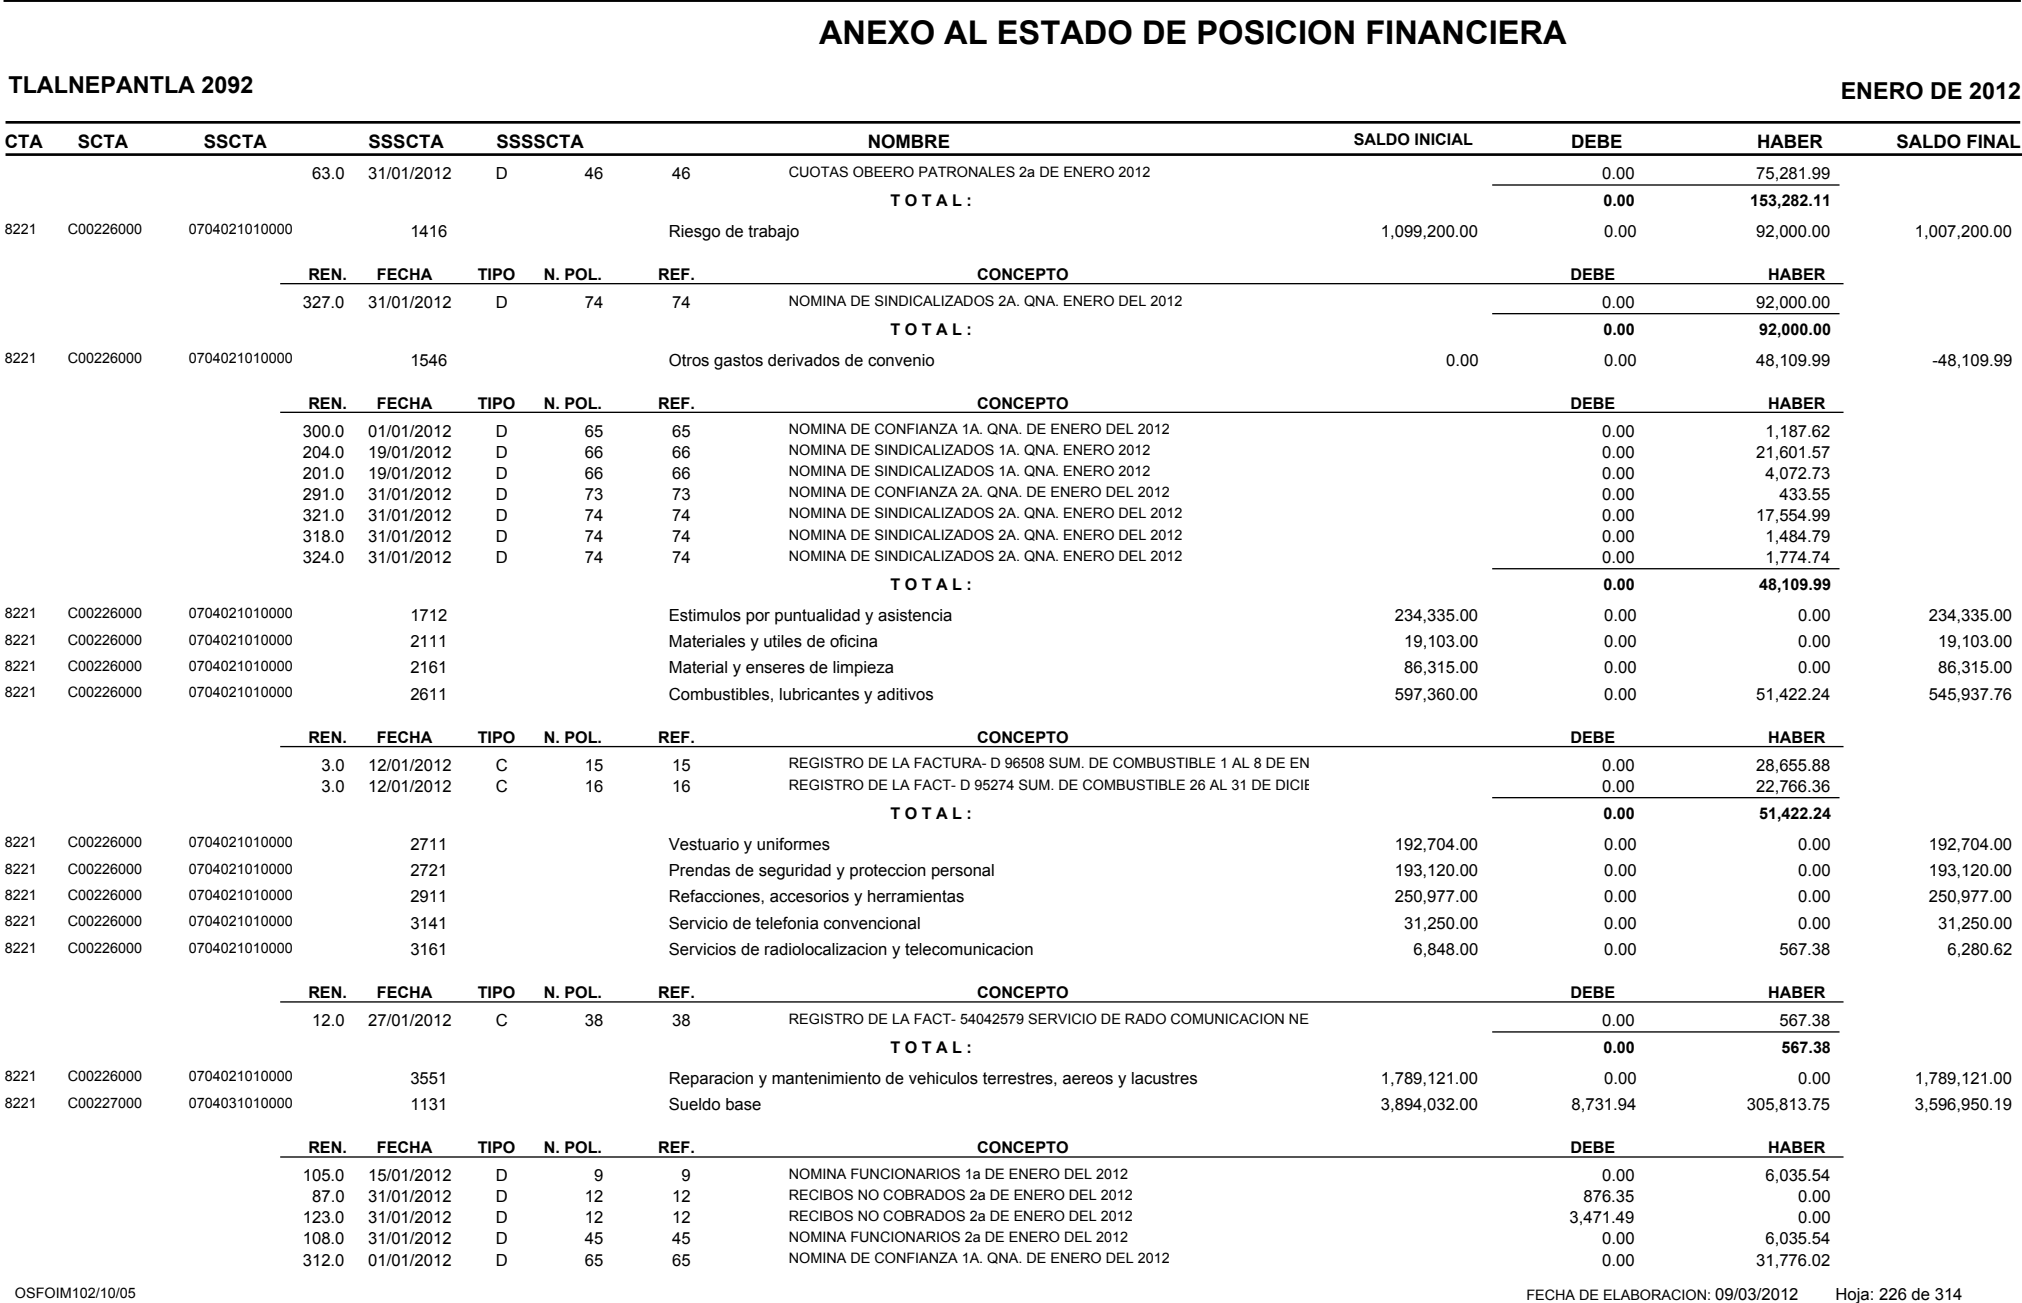 ANEXO AL ESTADO DE POSICION FINANCIERA
TLALNEPANTLA 2092
ENERO DE 2012
CTA SCTA SSCTA SSSCTA SSSSCTA NOMBRE SALDO INICIAL DEBE HABER SALDO FINAL
63.0 31/01/2012 D 46 46 CUOTAS OBEERO PATRONALES 2a DE ENERO 2012 0.00 75,281.99
T O T A L : 0.00 153,282.11
8221 C00226000 0704021010000 1416 Riesgo de trabajo 1,099,200.00 0.00 92,000.00 1,007,200.00
REN. FECHA TIPO N. POL. REF. CONCEPTO DEBE HABER
327.0 31/01/2012 D 74 74 NOMINA DE SINDICALIZADOS 2A. QNA. ENERO DEL 2012 0.00 92,000.00
T O T A L : 0.00 92,000.00
8221 C00226000 0704021010000 1546 Otros gastos derivados de convenio 0.00 0.00 48,109.99 -48,109.99
REN. FECHA TIPO N. POL. REF. CONCEPTO DEBE HABER
300.0 01/01/2012 D 65 65 NOMINA DE CONFIANZA 1A. QNA. DE ENERO DEL 2012 0.00 1,187.62
204.0 19/01/2012 D 66 66 NOMINA DE SINDICALIZADOS 1A. QNA. ENERO 2012 0.00 21,601.57
201.0 19/01/2012 D 66 66 NOMINA DE SINDICALIZADOS 1A. QNA. ENERO 2012 0.00 4,072.73
291.0 31/01/2012 D 73 73 NOMINA DE CONFIANZA 2A. QNA. DE ENERO DEL 2012 0.00 433.55
321.0 31/01/2012 D 74 74 NOMINA DE SINDICALIZADOS 2A. QNA. ENERO DEL 2012 0.00 17,554.99
318.0 31/01/2012 D 74 74 NOMINA DE SINDICALIZADOS 2A. QNA. ENERO DEL 2012 0.00 1,484.79
324.0 31/01/2012 D 74 74 NOMINA DE SINDICALIZADOS 2A. QNA. ENERO DEL 2012 0.00 1,774.74
T O T A L : 0.00 48,109.99
8221 C00226000 0704021010000 1712 Estimulos por puntualidad y asistencia 234,335.00 0.00 0.00 234,335.00
8221 C00226000 0704021010000 2111 Materiales y utiles de oficina 19,103.00 0.00 0.00 19,103.00
8221 C00226000 0704021010000 2161 Material y enseres de limpieza 86,315.00 0.00 0.00 86,315.00
8221 C00226000 0704021010000 2611 Combustibles, lubricantes y aditivos 597,360.00 0.00 51,422.24 545,937.76
REN. FECHA TIPO N. POL. REF. CONCEPTO DEBE HABER
3.0 12/01/2012 C 15 15 REGISTRO DE LA FACTURA- D 96508 SUM. DE COMBUSTIBLE 1 AL 8 DE EN 0.00 28,655.88
3.0 12/01/2012 C 16 16 REGISTRO DE LA FACT- D 95274 SUM. DE COMBUSTIBLE 26 AL 31 DE DICIE 0.00 22,766.36
T O T A L : 0.00 51,422.24
8221 C00226000 0704021010000 2711 Vestuario y uniformes 192,704.00 0.00 0.00 192,704.00
8221 C00226000 0704021010000 2721 Prendas de seguridad y proteccion personal 193,120.00 0.00 0.00 193,120.00
8221 C00226000 0704021010000 2911 Refacciones, accesorios y herramientas 250,977.00 0.00 0.00 250,977.00
8221 C00226000 0704021010000 3141 Servicio de telefonia convencional 31,250.00 0.00 0.00 31,250.00
8221 C00226000 0704021010000 3161 Servicios de radiolocalizacion y telecomunicacion 6,848.00 0.00 567.38 6,280.62
REN. FECHA TIPO N. POL. REF. CONCEPTO DEBE HABER
12.0 27/01/2012 C 38 38 REGISTRO DE LA FACT- 54042579 SERVICIO DE RADO COMUNICACION NE 0.00 567.38
T O T A L : 0.00 567.38
8221 C00226000 0704021010000 3551 Reparacion y mantenimiento de vehiculos terrestres, aereos y lacustres 1,789,121.00 0.00 0.00 1,789,121.00
8221 C00227000 0704031010000 1131 Sueldo base 3,894,032.00 8,731.94 305,813.75 3,596,950.19
REN. FECHA TIPO N. POL. REF. CONCEPTO DEBE HABER
105.0 15/01/2012 D 9 9 NOMINA FUNCIONARIOS 1a DE ENERO DEL 2012 0.00 6,035.54
87.0 31/01/2012 D 12 12 RECIBOS NO COBRADOS 2a DE ENERO DEL 2012 876.35 0.00
123.0 31/01/2012 D 12 12 RECIBOS NO COBRADOS 2a DE ENERO DEL 2012 3,471.49 0.00
108.0 31/01/2012 D 45 45 NOMINA FUNCIONARIOS 2a DE ENERO DEL 2012 0.00 6,035.54
312.0 01/01/2012 D 65 65 NOMINA DE CONFIANZA 1A. QNA. DE ENERO DEL 2012 0.00 31,776.02
OSFOIM102/10/05 FECHA DE ELABORACION: 09/03/2012 Hoja: 226 de 314